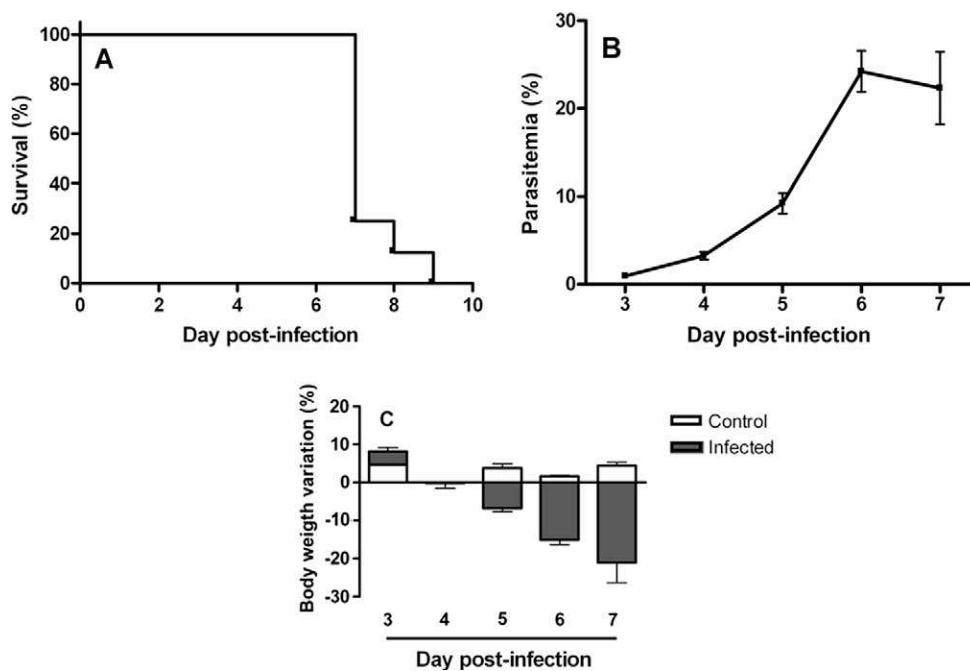 A
Survival (%)
100
80
60
40
20
0
0 2 4 6 8 10
Day post-infection
B
Parasitemia (%)
30
20
10
0
3 4 5 6 7
Day post-infection
C
Body weigth variation (%)
20
10
0
-10
-20
-30
3 4 5 6 7
Day post-infection
Control
Infected